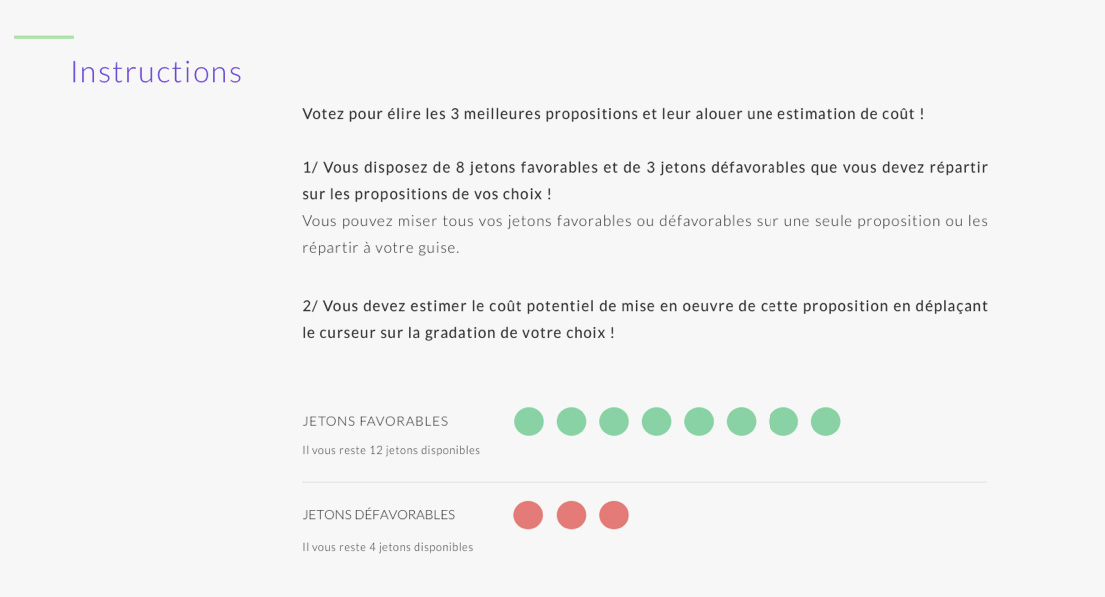 Instructions
Votez pour élire les 3 meilleures propositions et leur alouer une estimation de coût !
1/ Vous disposez de 8 jetons favorables et de 3 jetons défavorables que vous devez répartir
sur les propositions de vos choix !
Vous pouvez miser tous vos jetons favorables ou défavorables sur une seule proposition ou les
répartir à votre guise.
2/ Vous devez estimer le coût potentiel de mise en oeuvre de cette proposition en déplaçant
le curseur sur la gradation de votre choix !
JETONS FAVORABLES
Il vous reste 12 jetons disponibles
JETONS DÉFAVORABLES
Il vous reste 4 jetons disponibles